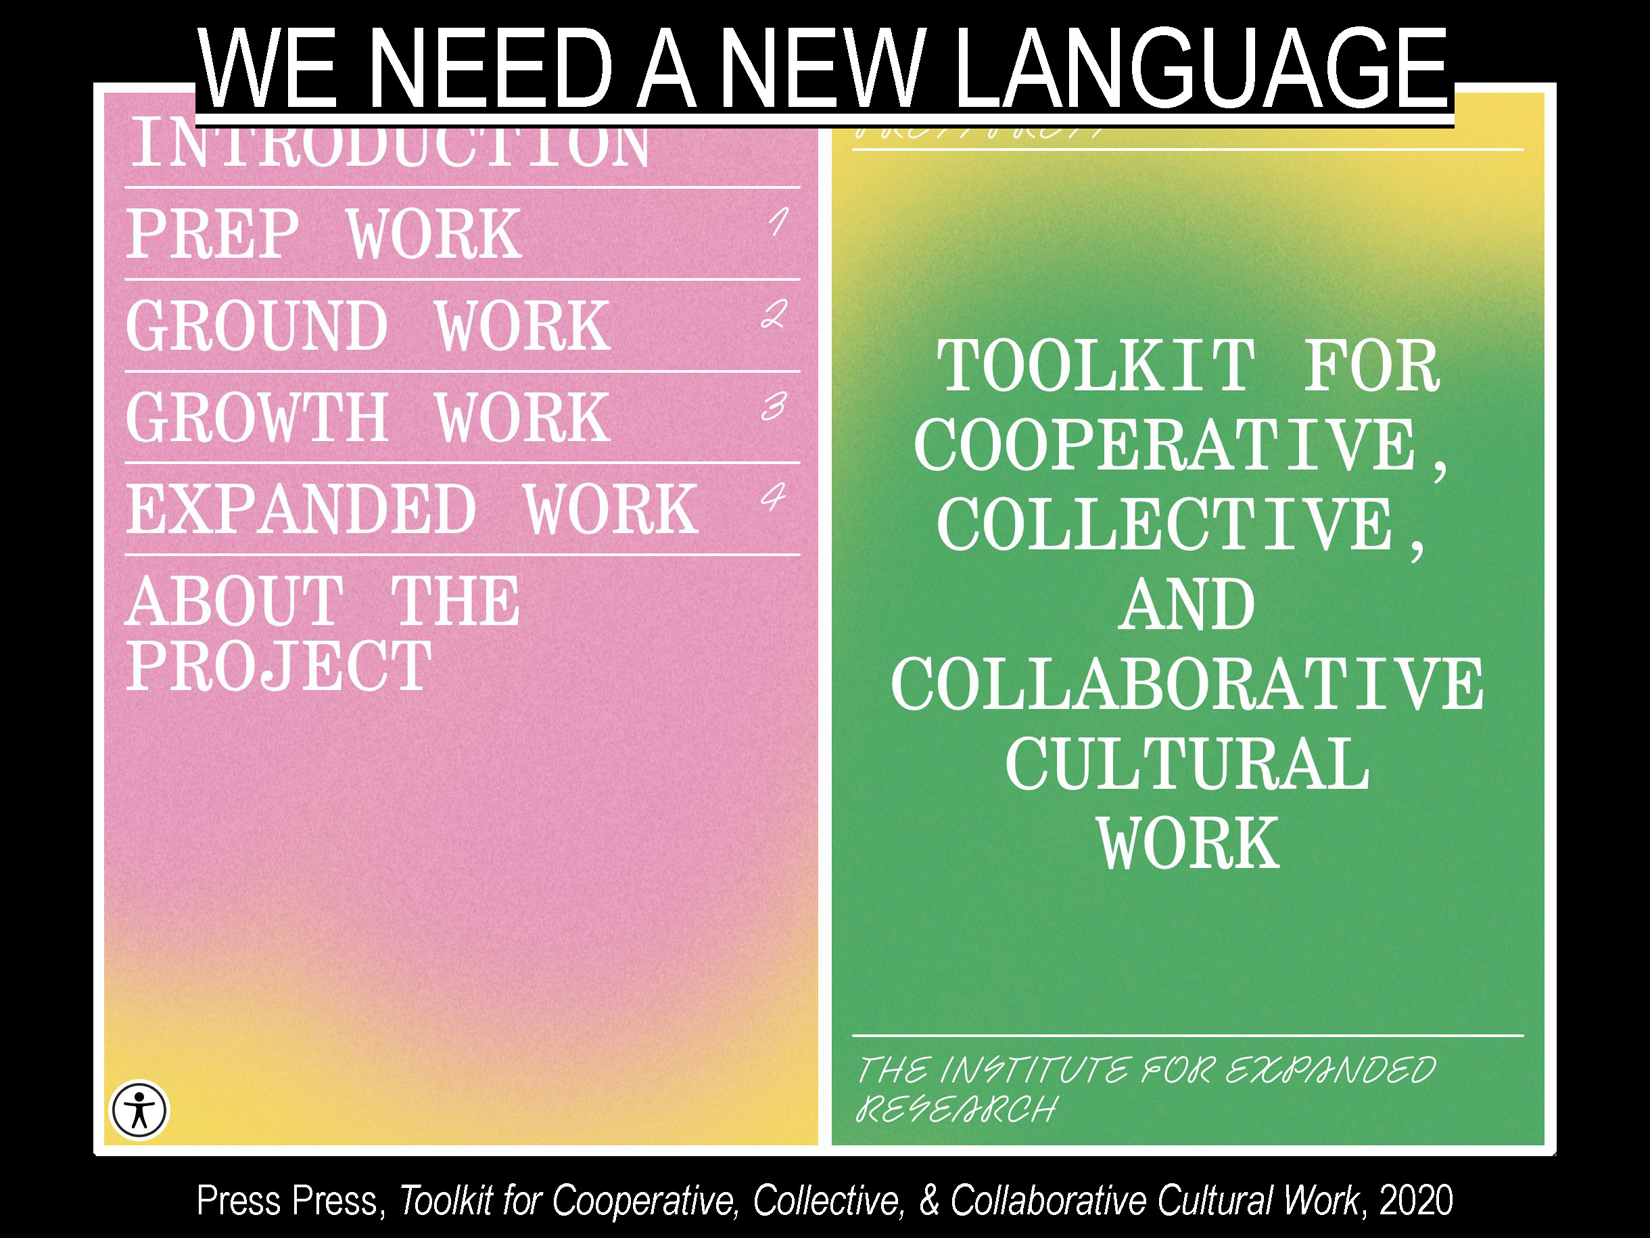 WE NEED A NEW LANGUAGE
INTRODUCTION
PREP WORK 1
GROUND WORK 2
GROWTH WORK 3
EXPANDED WORK 4
ABOUT THE
PROJECT
PRESS PRESS
TOOLKIT FOR
COOPERATIVE,
COLLECTIVE,
AND
COLLABORATIVE
CULTURAL
WORK
THE INSTITUTE FOR EXPANDED
RESEARCH
Press Press, Toolkit for Cooperative, Collective, & Collaborative Cultural Work, 2020